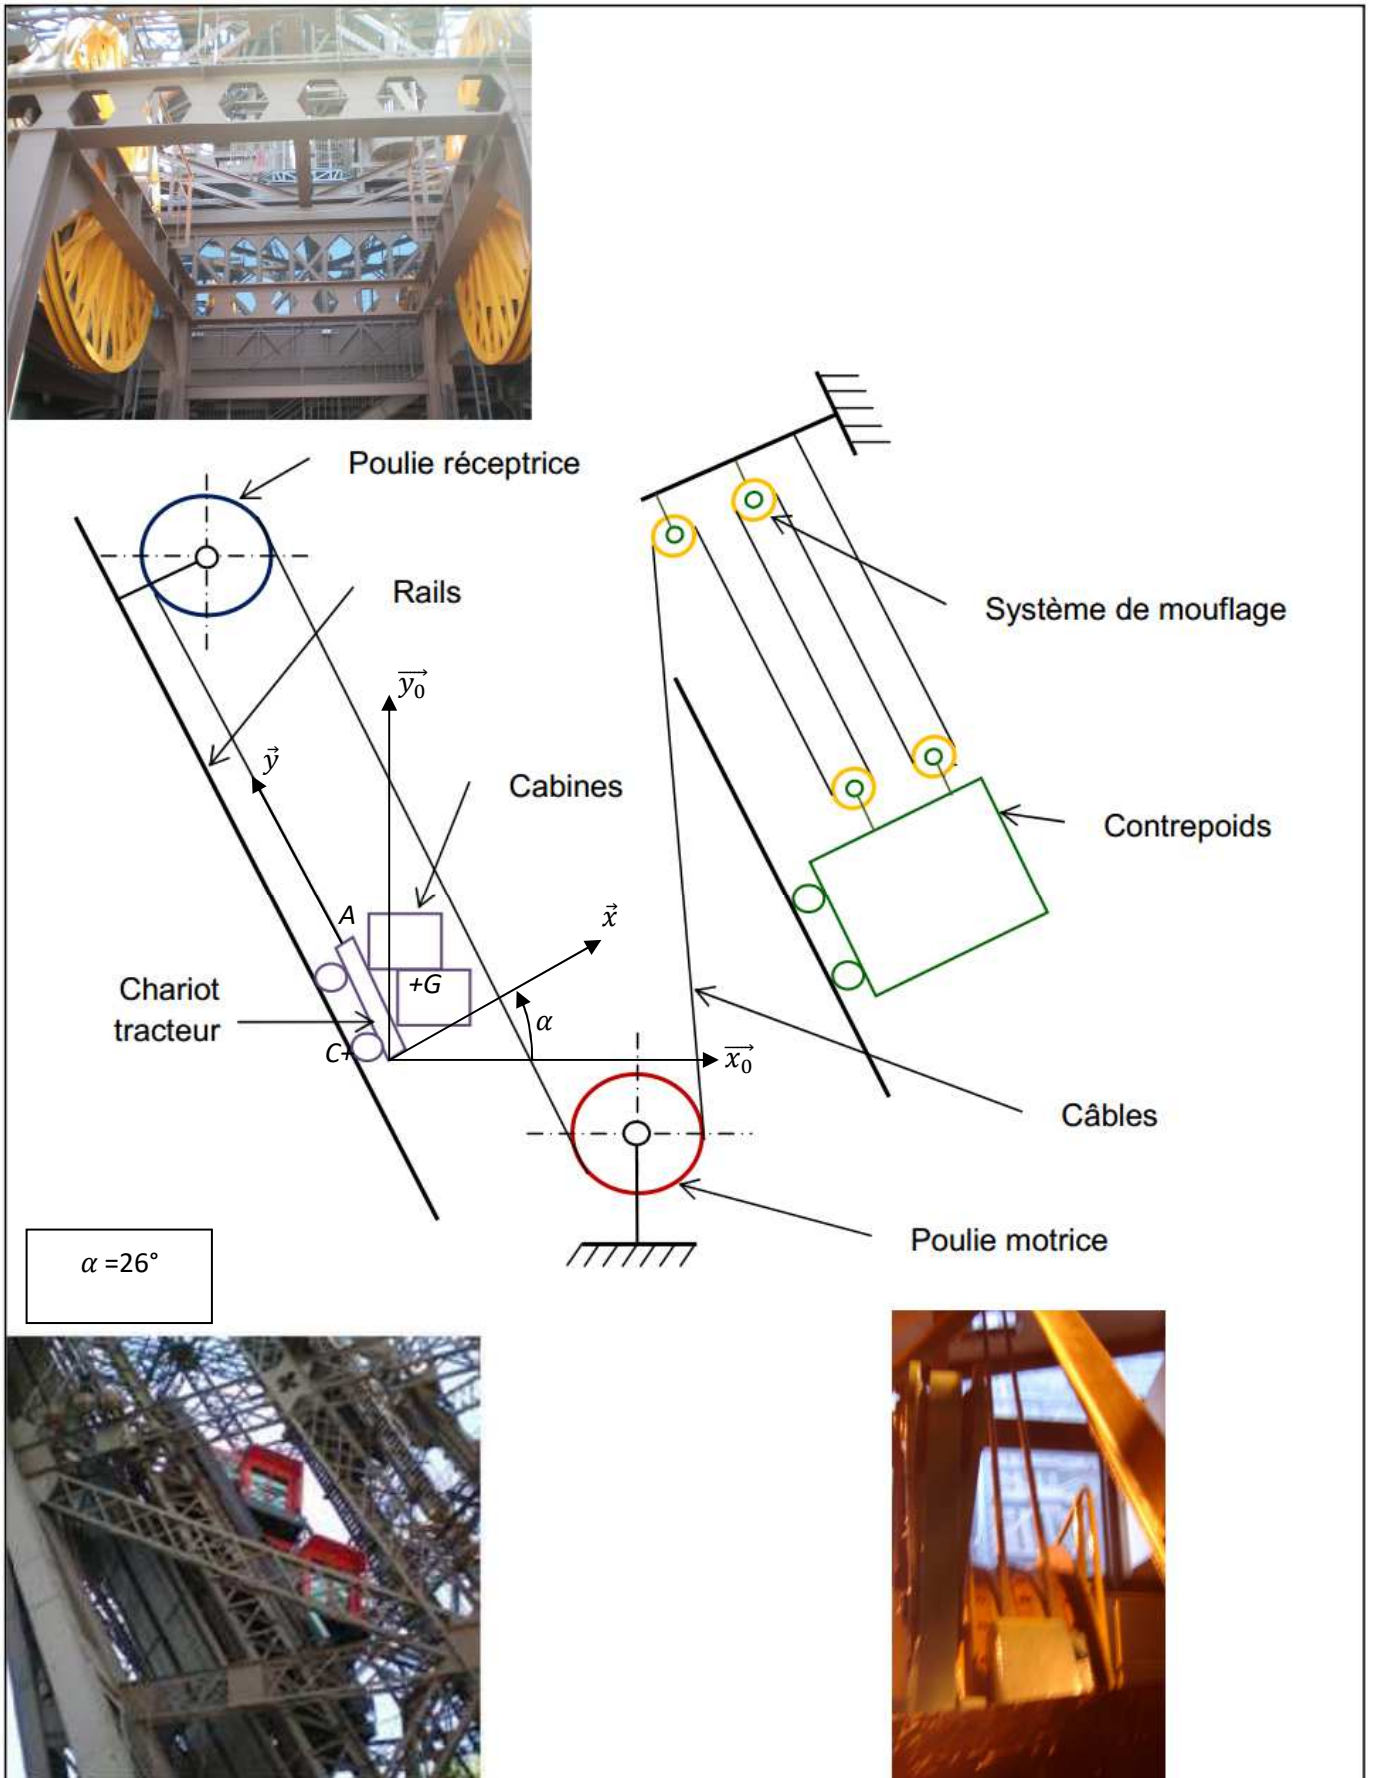 Poulie réceptrice
Rails
Système de mouflage
y₀
y
Cabines
Contrepoids
A
x
+G
Chariot
tracteur
α
C+
x₀
Câbles
Poulie motrice
α =26°